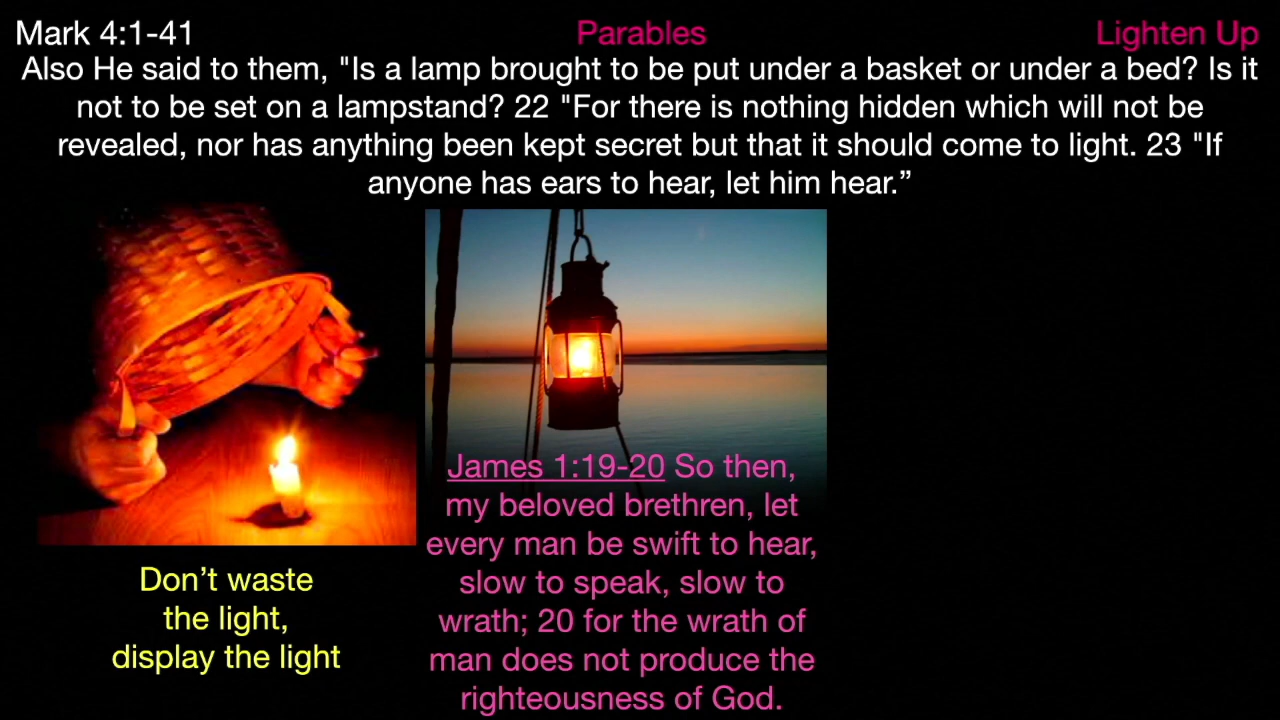 Mark 4:1-41
Parables
Lighten Up
Also He said to them, "Is a lamp brought to be put under a basket or under a bed? Is it
not to be set on a lampstand? 22 "For there is nothing hidden which will not be
revealed, nor has anything been kept secret but that it should come to light. 23 "If
anyone has ears to hear, let him hear.”
Don’t waste
the light,
display the light
James 1:19-20 So then,
my beloved brethren, let
every man be swift to hear,
slow to speak, slow to
wrath; 20 for the wrath of
man does not produce the
righteousness of God.